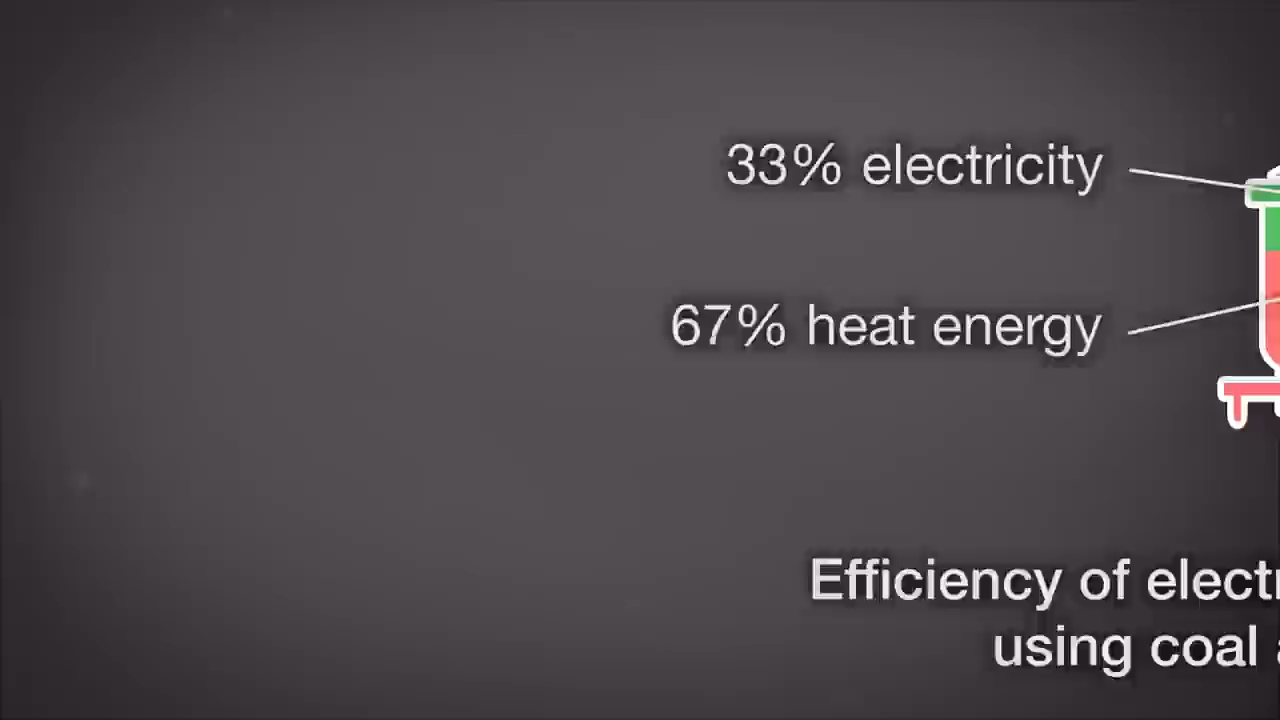 33% electricity
67% heat energy
Efficiency of
using coal